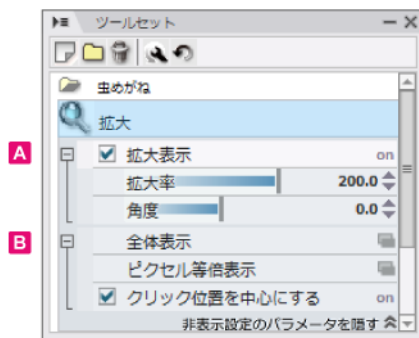 ツールセット
虫めがね
拡大
A
拡大表示 on
拡大率 200.0
角度 0.0
B
全体表示
ピクセル等倍表示
クリック位置を中心にする on
非表示設定のパラメータを隠す